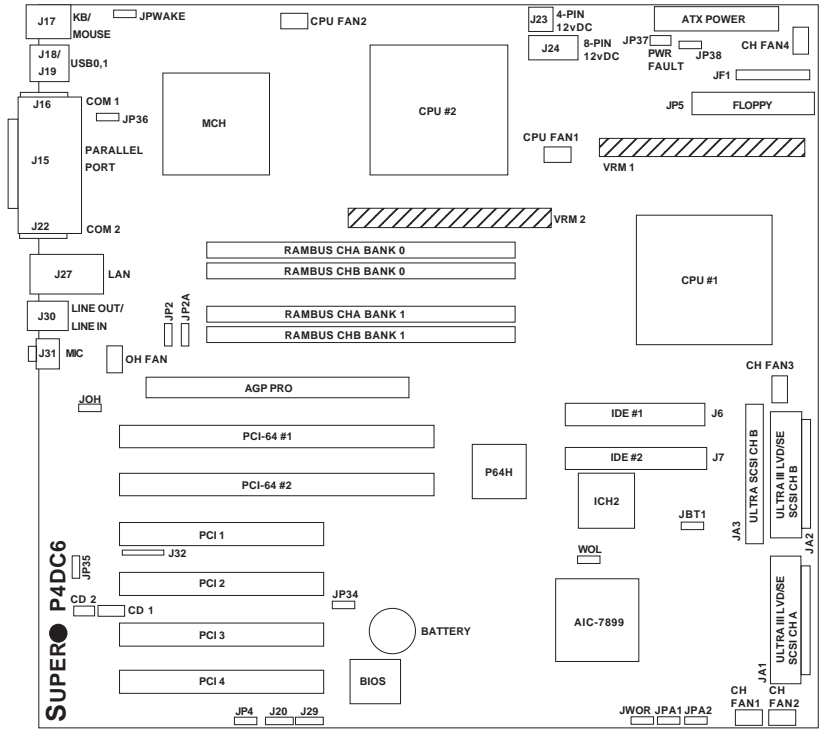 J17
KB/
MOUSE
JPWAKE
CPU FAN2
J23
4-PIN
12vDC
J24
8-PIN
12vDC
JP37
PWR
FAULT
JP38
ATX POWER
CH FAN4
J18/
J19
USB0,1
JF1
J16
COM 1
JP36
JP5
FLOPPY
MCH
CPU #2
CPU FAN1
J15
PARALLEL
PORT
VRM 1
J22
COM 2
VRM 2
RAMBUS CHA BANK 0
RAMBUS CHB BANK 0
J27
LAN
CPU #1
J30
LINE OUT/
LINE IN
JP2
JP2A
RAMBUS CHA BANK 1
RAMBUS CHB BANK 1
J31
MIC
OH FAN
CH FAN3
AGP PRO
JOH
IDE #1
J6
PCI-64 #1
IDE #2
J7
ULTRA SCSI CH B
JA3
ULTRA III LVD/SE
SCSI CH B
JA2
P64H
PCI-64 #2
ICH2
JBT1
PCI 1
J32
WOL
JP35
PCI 2
JP34
CD 2
CD 1
AIC-7899
ULTRA III LVD/SE
SCSI CH A
JA1
PCI 3
BATTERY
PCI 4
BIOS
SUPER P4DC6
CH
FAN1
CH
FAN2
JP4
J20
J29
JWOR
JPA1
JPA2